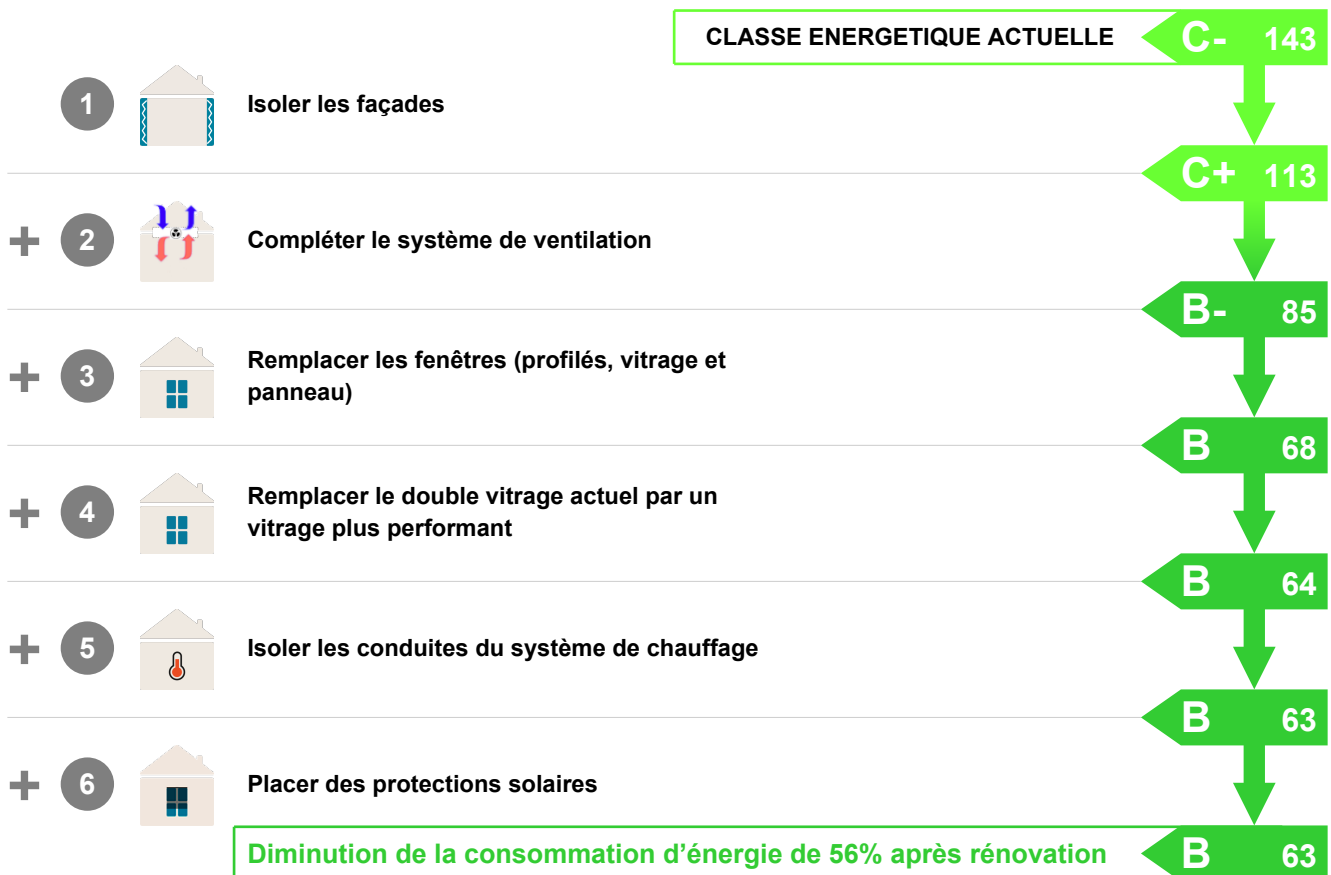 CLASSE ENERGETIQUE ACTUELLE C- 143
1 Isoler les façades
C+ 113
+ 2 Compléter le système de ventilation
B- 85
+ 3 Remplacer les fenêtres (profilés, vitrage et
panneau)
B 68
+ 4 Remplacer le double vitrage actuel par un
vitrage plus performant
B 64
+ 5 Isoler les conduites du système de chauffage
B 63
+ 6 Placer des protections solaires
Diminution de la consommation d’énergie de 56% après rénovation B 63